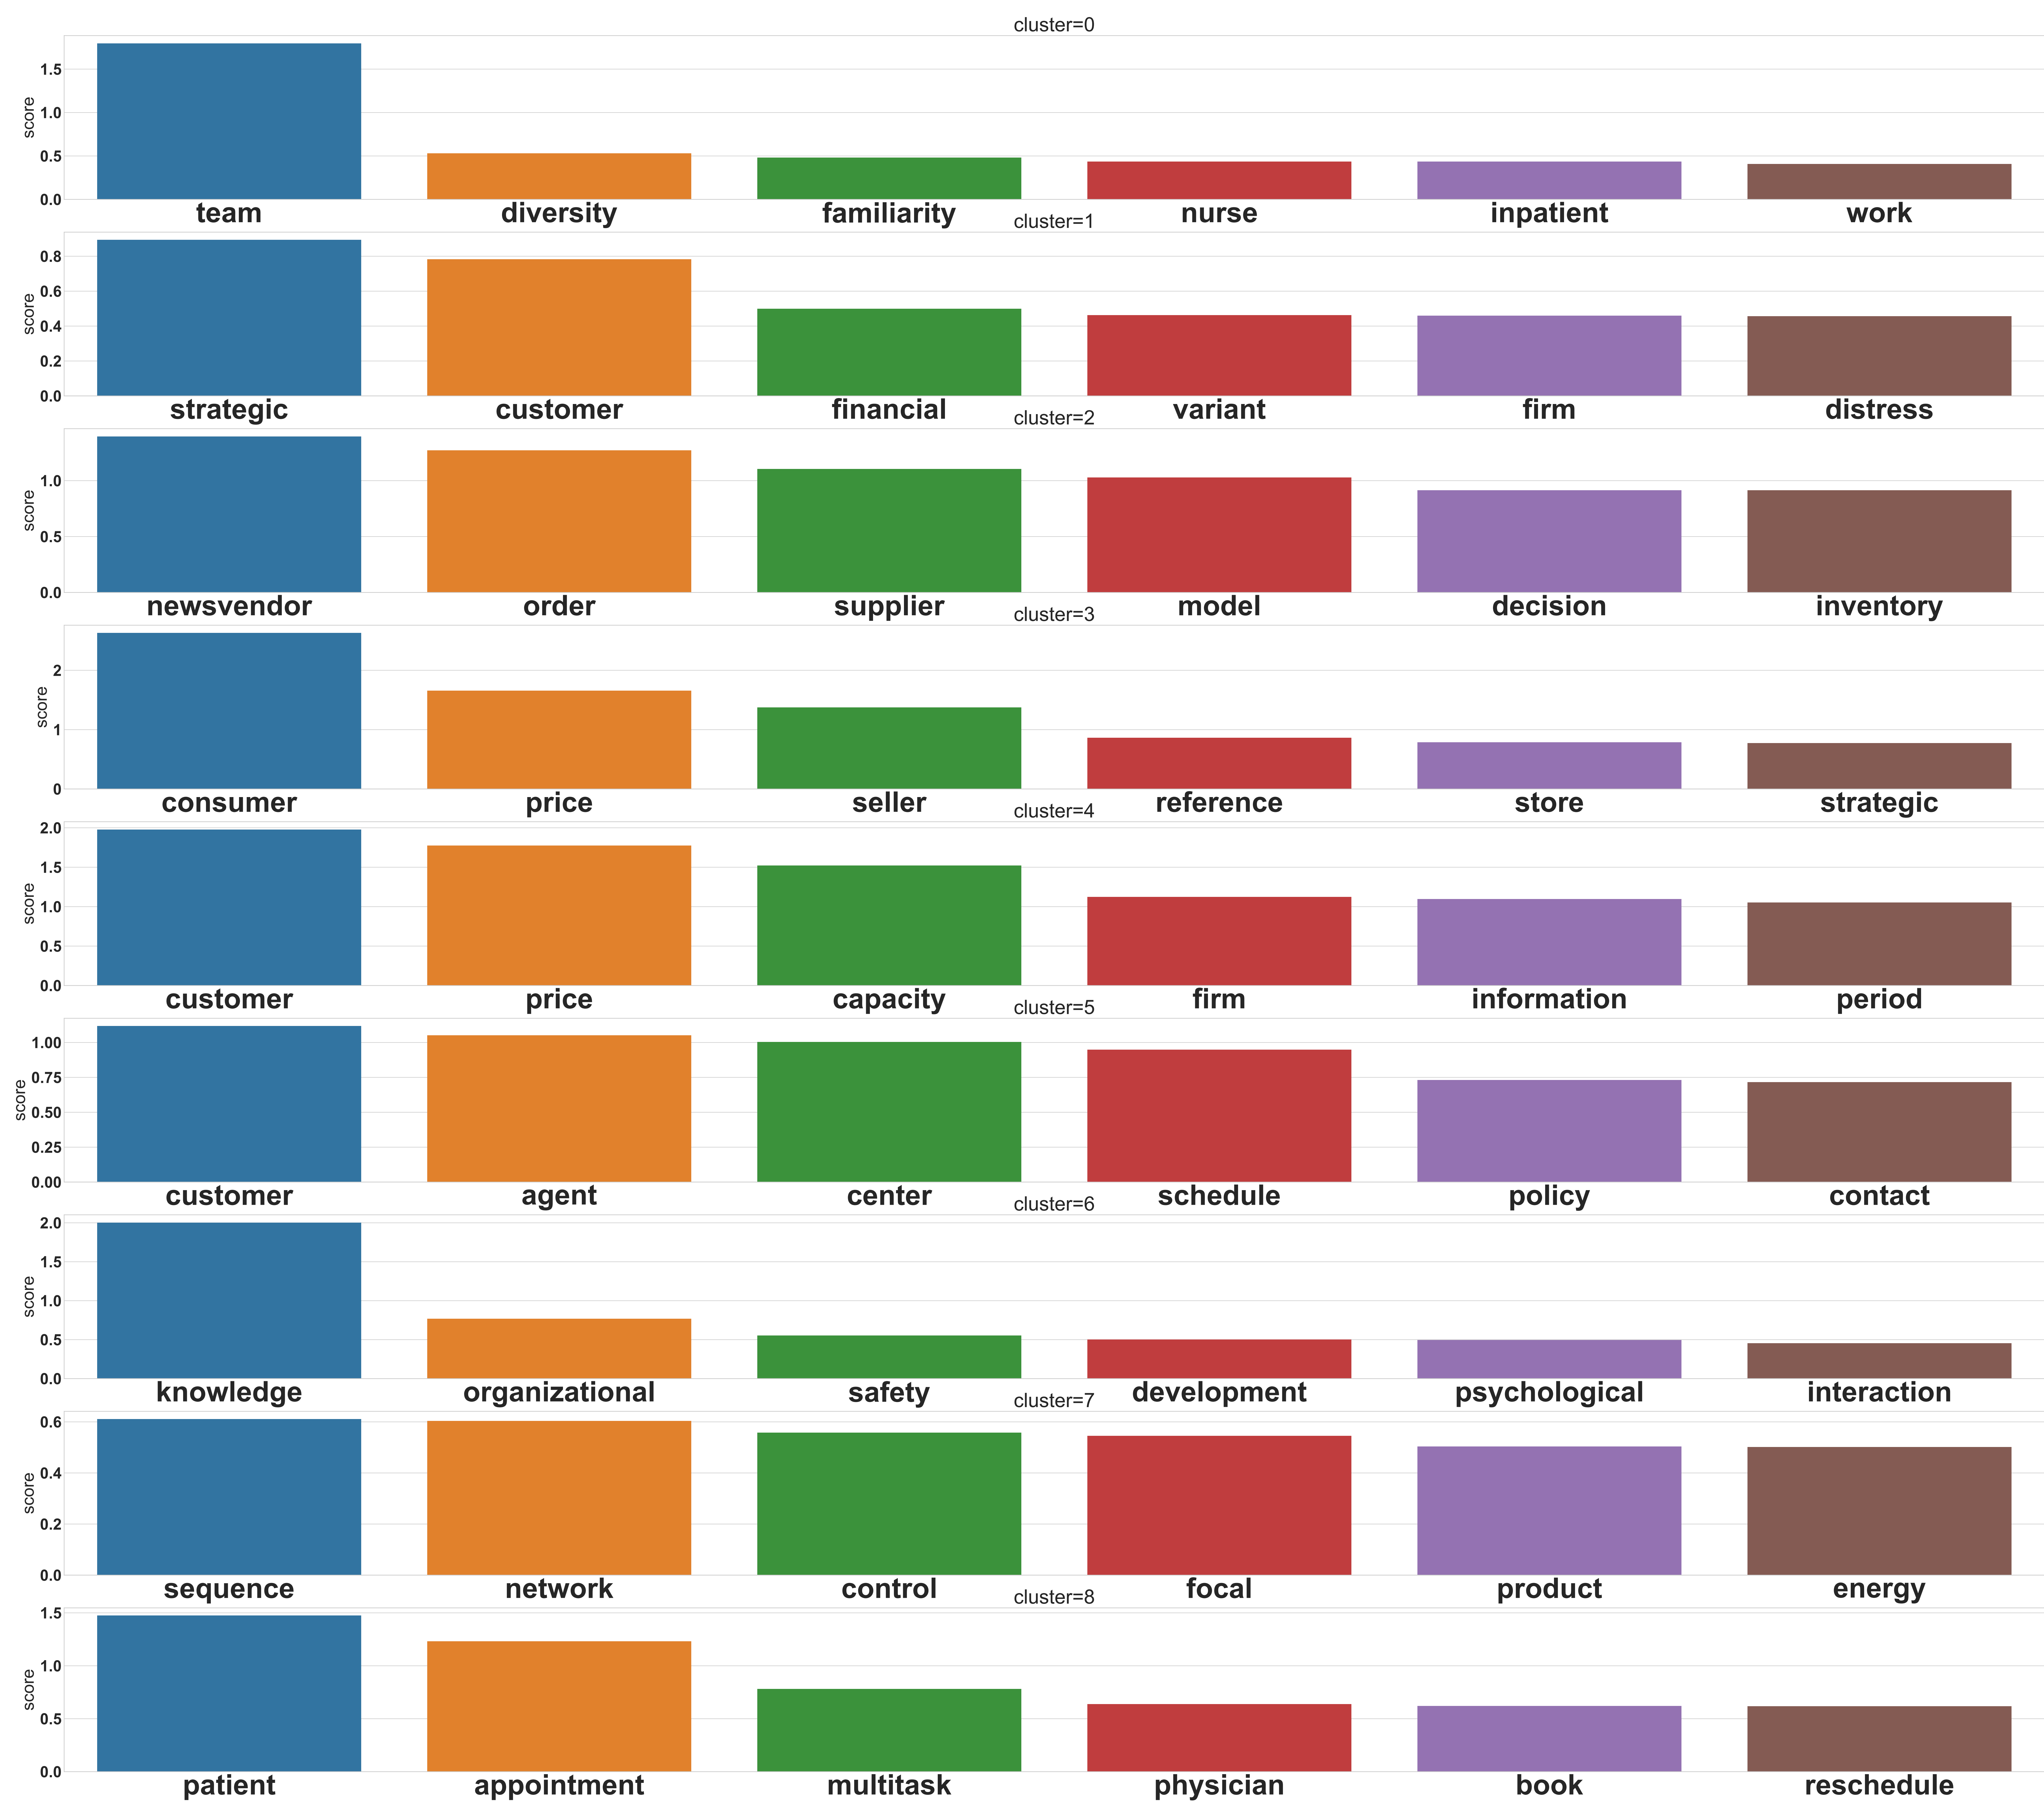 cluster=0
score
1.5
1.0
0.5
0.0
team diversity familiarity nurse inpatient work
cluster=1
score
0.8
0.6
0.4
0.2
0.0
strategic customer financial variant firm distress
cluster=2
score
1.0
0.5
0.0
newsvendor order supplier model decision inventory
cluster=3
score
2
1
0
consumer price seller reference store strategic
cluster=4
score
2.0
1.5
1.0
0.5
0.0
customer price capacity firm information period
cluster=5
score
1.00
0.75
0.50
0.25
0.00
customer agent center schedule policy contact
cluster=6
score
2.0
1.5
1.0
0.5
0.0
knowledge organizational safety development psychological interaction
cluster=7
score
0.6
0.4
0.2
0.0
sequence network control focal product energy
cluster=8
score
1.5
1.0
0.5
0.0
patient appointment multitask physician book reschedule